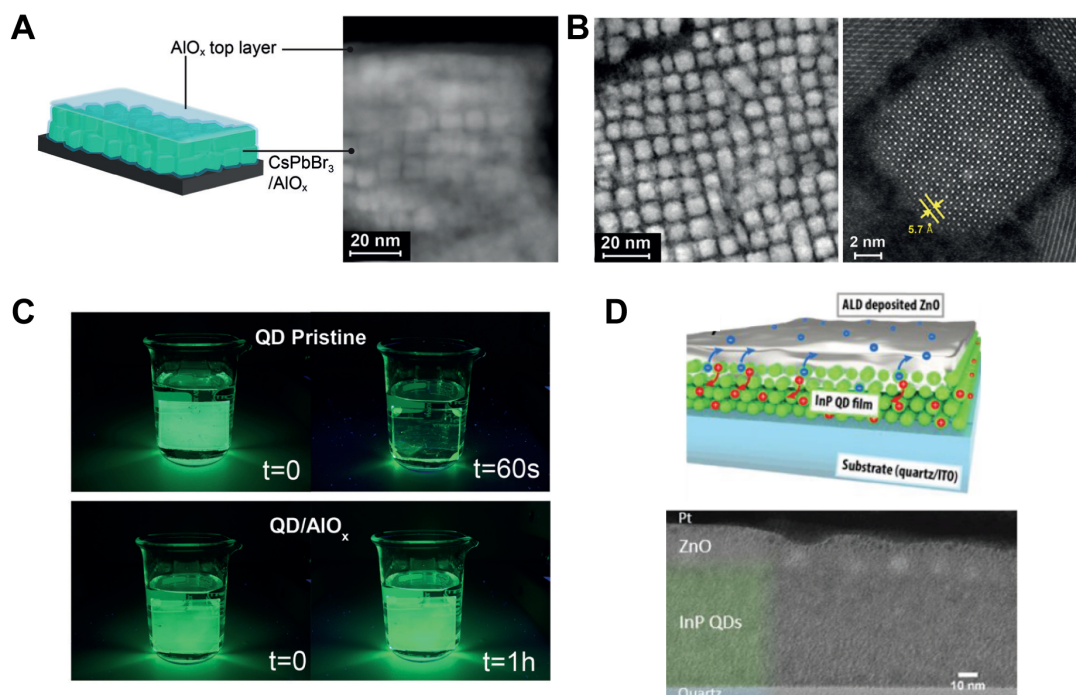 A
AlOx top layer
CsPbBr3
/AlOx
20 nm
B
20 nm
5.7 Å
2 nm
C
QD Pristine
t=0
t=60s
QD/AlOx
t=0
t=1h
D
ALD deposited ZnO
InP QD film
Substrate (quartz/ITO)
Pt
ZnO
InP QDs
10 nm
Quartz